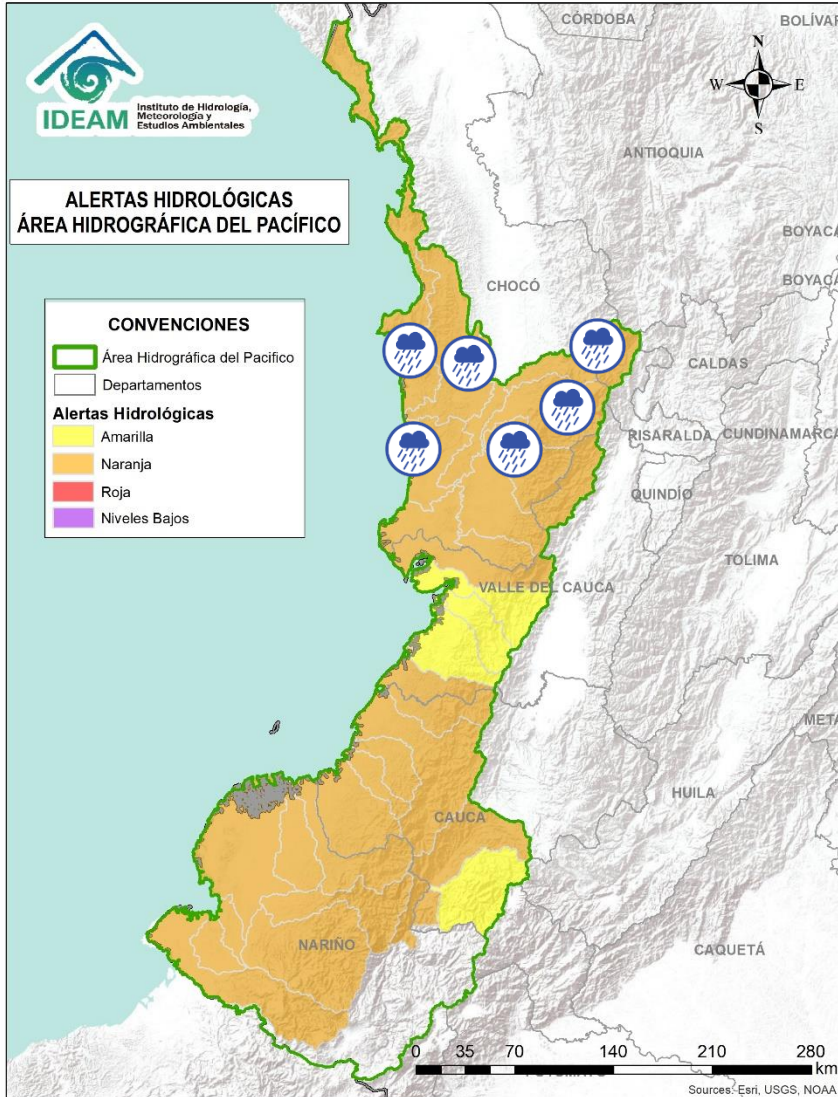 CÓRDOBA
BOLÍVAR
IDEAM
Instituto de Hidrología,
Meteorología y
Estudios Ambientales
N
W
E
S
ANTIOQUIA
ALERTAS HIDROLÓGICAS
ÁREA HIDROGRÁFICA DEL PACÍFICO
BOYACÁ
BOYACÁ
CHOCÓ
CONVENCIONES
Área Hidrográfica del Pacifico
Departamentos
Alertas Hidrológicas
Amarilla
Naranja
Roja
Niveles Bajos
CALDAS
RISARALDA
CUNDINAMARCA
QUINDÍO
TOLIMA
VALLE DEL CAUCA
META
HUILA
CAUCA
NARIÑO
CAQUETÁ
0 35 70 140 210 280
km
Sources: Esri, USGS, NOAA